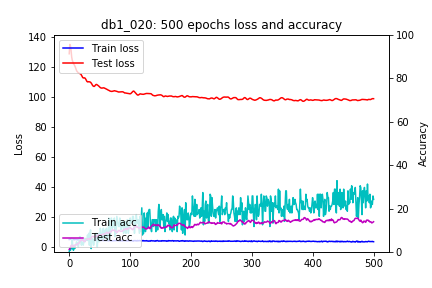 db1_020: 500 epochs loss and accuracy
140
120
100
80
60
40
20
0
Loss
Train loss
Test loss
Train acc
Test acc
100
80
60
40
20
0
Accuracy
0
100
200
300
400
500